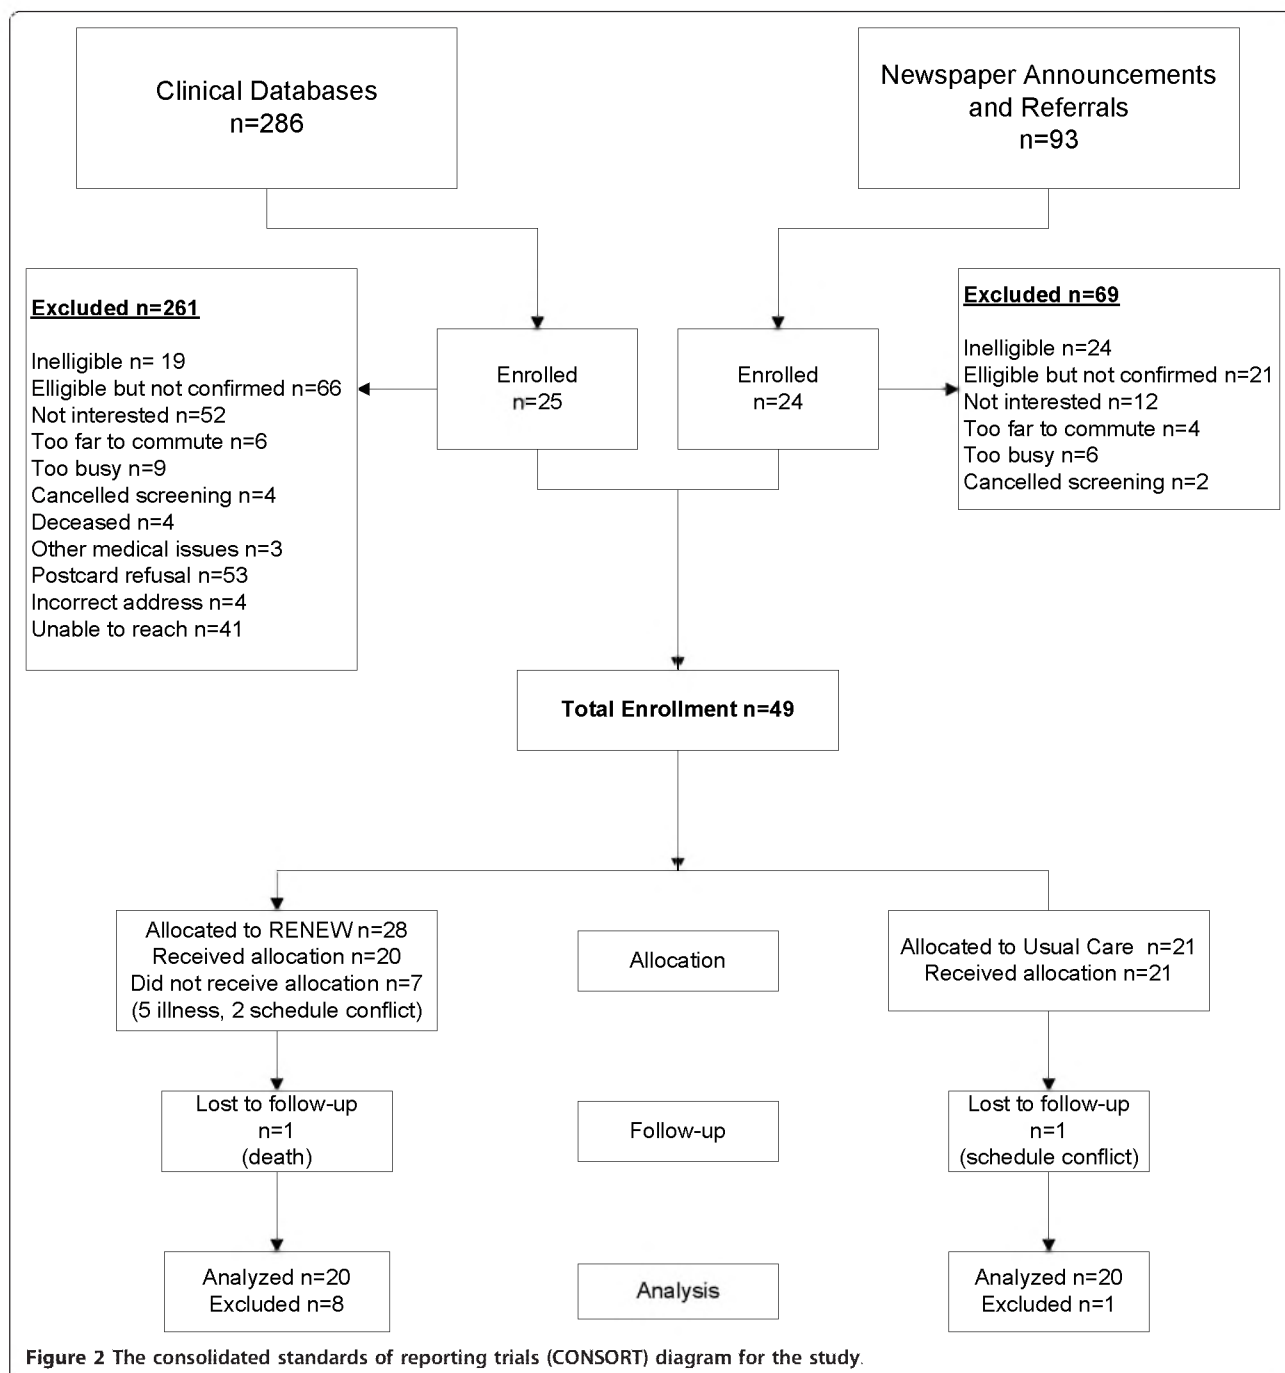 Clinical Databases
n=286
Newspaper Announcements
and Referrals
n=93
Excluded n=261
Inelligible n= 19
Elligible but not confirmed n=66
Not interested n=52
Too far to commute n=6
Too busy n=9
Cancelled screening n=4
Deceased n=4
Other medical issues n=3
Postcard refusal n=53
Incorrect address n=4
Unable to reach n=41
Enrolled
n=25
Enrolled
n=24
Excluded n=69
Inelligible n=24
Elligible but not confirmed n=21
Not interested n=12
Too far to commute n=4
Too busy n=6
Cancelled screening n=2
Total Enrollment n=49
Allocated to RENEW n=28
Received allocation n=20
Did not receive allocation n=7
(5 illness, 2 schedule conflict)
Allocation
Allocated to Usual Care n=21
Received allocation n=21
Lost to follow-up
n=1
(death)
Follow-up
Lost to follow-up
n=1
(schedule conflict)
Analyzed n=20
Excluded n=8
Analysis
Analyzed n=20
Excluded n=1
Figure 2 The consolidated standards of reporting trials (CONSORT) diagram for the study.